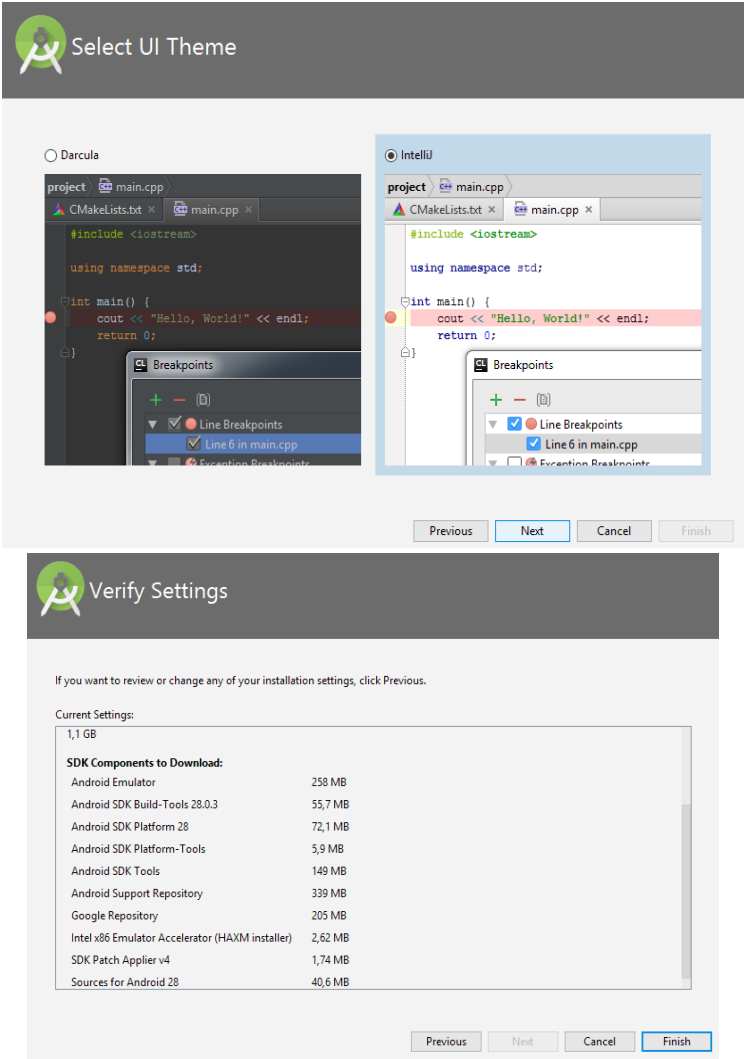 Select UI Theme
Darcula
IntelliJ
project main.cpp
CMakeLists.txt × main.cpp ×
#include <iostream>
using namespace std;
int main() {
cout << "Hello, World!" << endl;
return 0;
}
Breakpoints
Line Breakpoints
Line 6 in main.cpp
Exception Breakpoints
project main.cpp
CMakeLists.txt × main.cpp ×
#include <iostream>
using namespace std;
int main() {
cout << "Hello, World!" << endl;
return 0;
}
CL Breakpoints
Line Breakpoints
Line 6 in main.cpp
Exception Breakpoints
Previous Next Cancel Finish
Verify Settings
If you want to review or change any of your installation settings, click Previous.
Current Settings:
1,1 GB
SDK Components to Download:
Android Emulator 258 MB
Android SDK Build-Tools 28.0.3 55,7 MB
Android SDK Platform 28 72,1 MB
Android SDK Platform-Tools 5,9 MB
Android SDK Tools 149 MB
Android Support Repository 339 MB
Google Repository 205 MB
Intel x86 Emulator Accelerator (HAXM installer) 2,62 MB
SDK Patch Applier v4 1,74 MB
Sources for Android 28 40,6 MB
Previous Next Cancel Finish